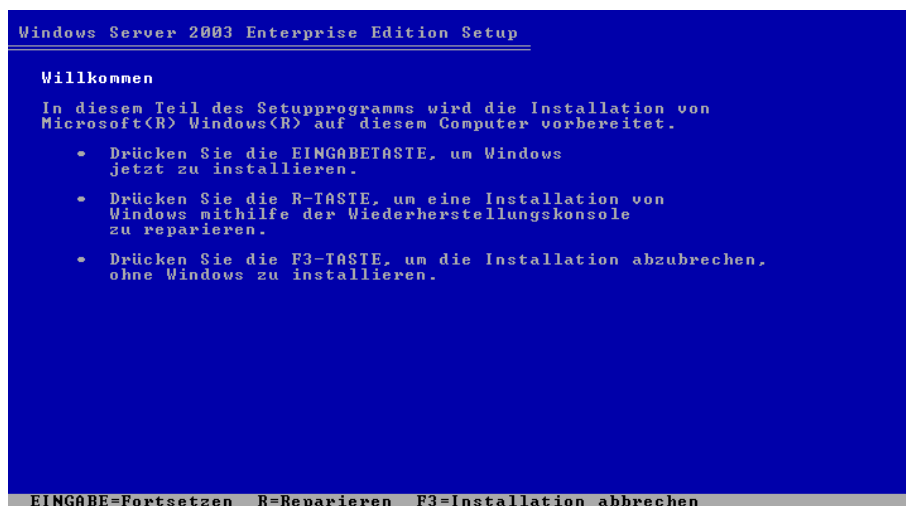 Windows Server 2003 Enterprise Edition Setup
Willkommen
In diesem Teil des Setupprogramms wird die Installation von
Microsoft(R) Windows(R) auf diesem Computer vorbereitet.
• Drücken Sie die EINGABETASTE, um Windows
jetzt zu installieren.
• Drücken Sie die R-TASTE, um eine Installation von
Windows mithilfe der Wiederherstellungskonsole
zu reparieren.
• Drücken Sie die F3-TASTE, um die Installation abzubrechen,
ohne Windows zu installieren.
EINGABE=Fortsetzen R=Reparieren F3=Installation abbrechen